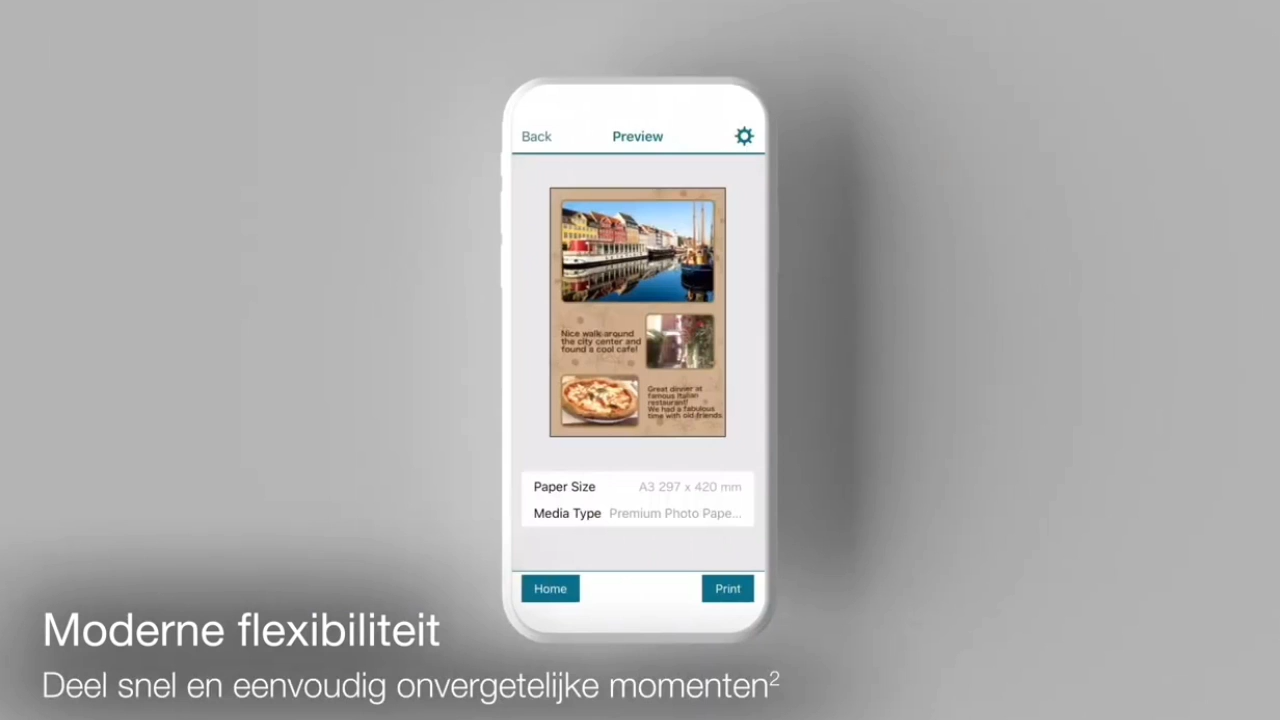 Back
Preview
Nice walk around
the city center and
found a cool cafe!
Great dinner at
famous Italian
restaurant!
We had a fabulous
time with old friends
Paper Size A3 297 x 420 mm
Media Type Premium Photo Pape...
Home
Print
Moderne flexibiliteit
Deel snel en eenvoudig onvergetelijke momenten²